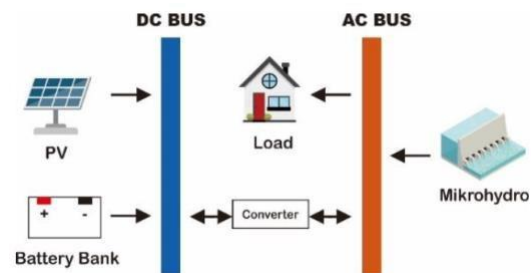 DC BUS
AC BUS
PV
Load
Mikrohydro
+ -
Battery Bank
Converter